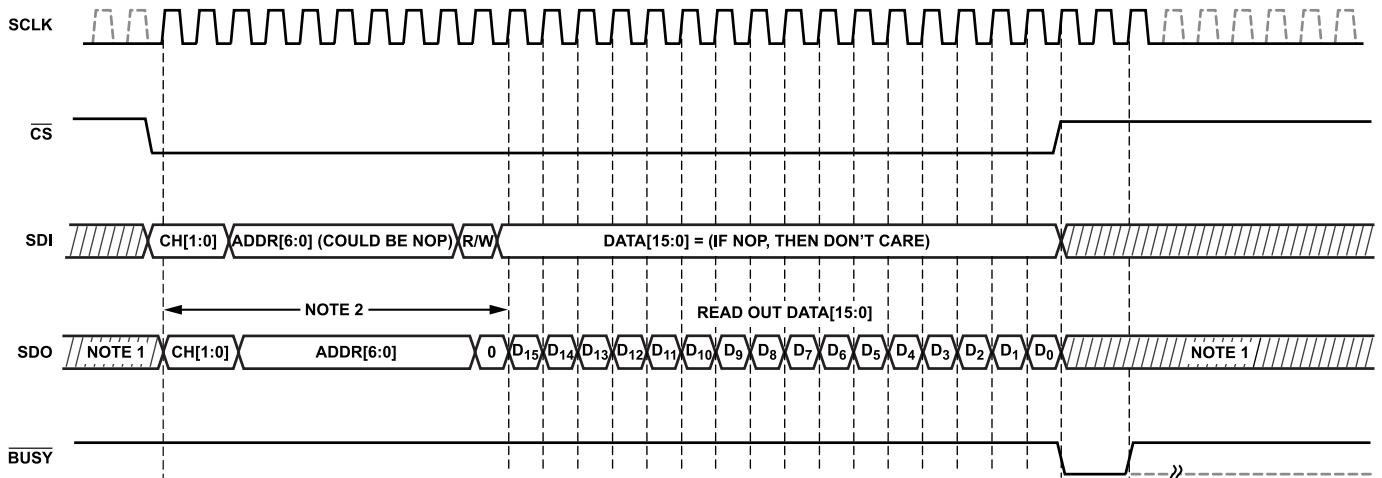 SCLK
CS
SDI CH[1:0] ADDR[6:0] (COULD BE NOP) R/W DATA[15:0] = (IF NOP, THEN DON'T CARE)
NOTE 2 READ OUT DATA[15:0]
SDO NOTE 1 CH[1:0] ADDR[6:0] 0 D15 D14 D13 D12 D11 D10 D9 D8 D7 D6 D5 D4 D3 D2 D1 D0 NOTE 1
BUSY